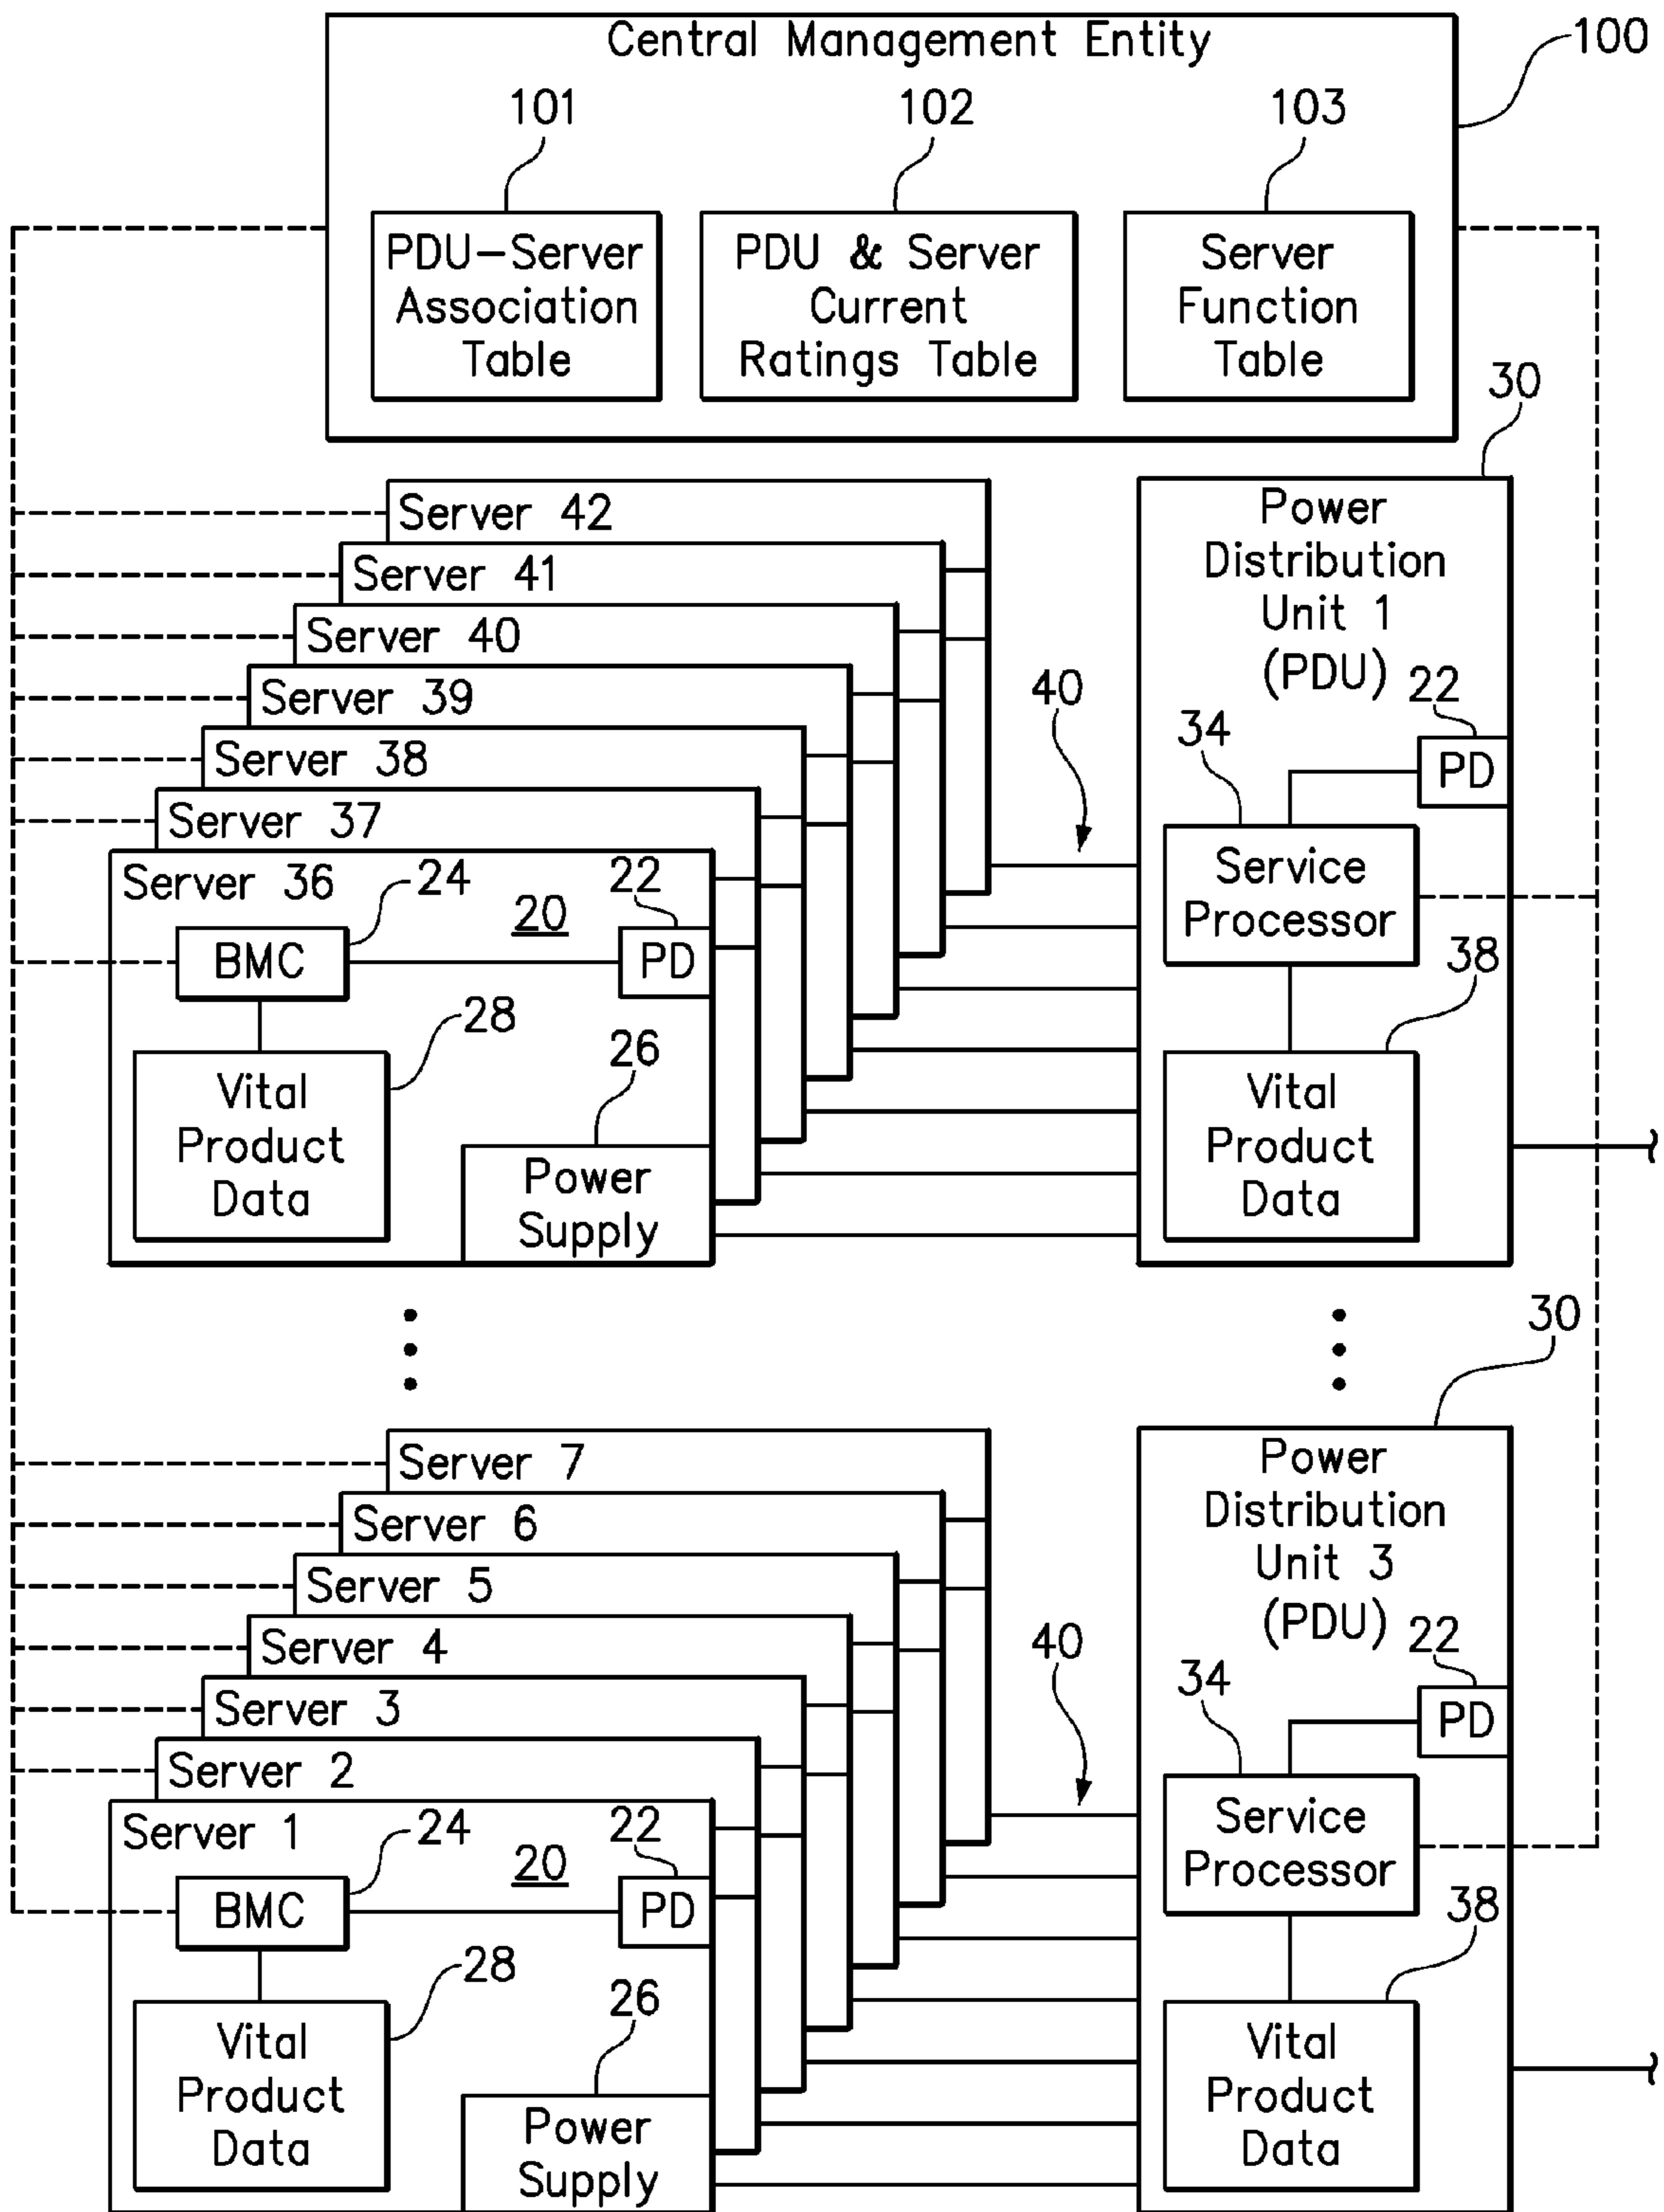 Central Management Entity
100
101
102
103
PDU-Server
Association
Table
PDU & Server
Current
Ratings Table
Server
Function
Table
30
Server 42
Server 41
Server 40
Server 39
Server 38
Server 37
Server 36
24
20
22
BMC
PD
28
26
Vital
Product
Data
Power
Supply
40
Power
Distribution
Unit 1
(PDU)
22
34
PD
Service
Processor
38
Vital
Product
Data
30
Server 7
Server 6
Server 5
Server 4
Server 3
Server 2
Server 1
24
20
22
BMC
PD
28
26
Vital
Product
Data
Power
Supply
40
Power
Distribution
Unit 3
(PDU)
22
34
PD
Service
Processor
38
Vital
Product
Data